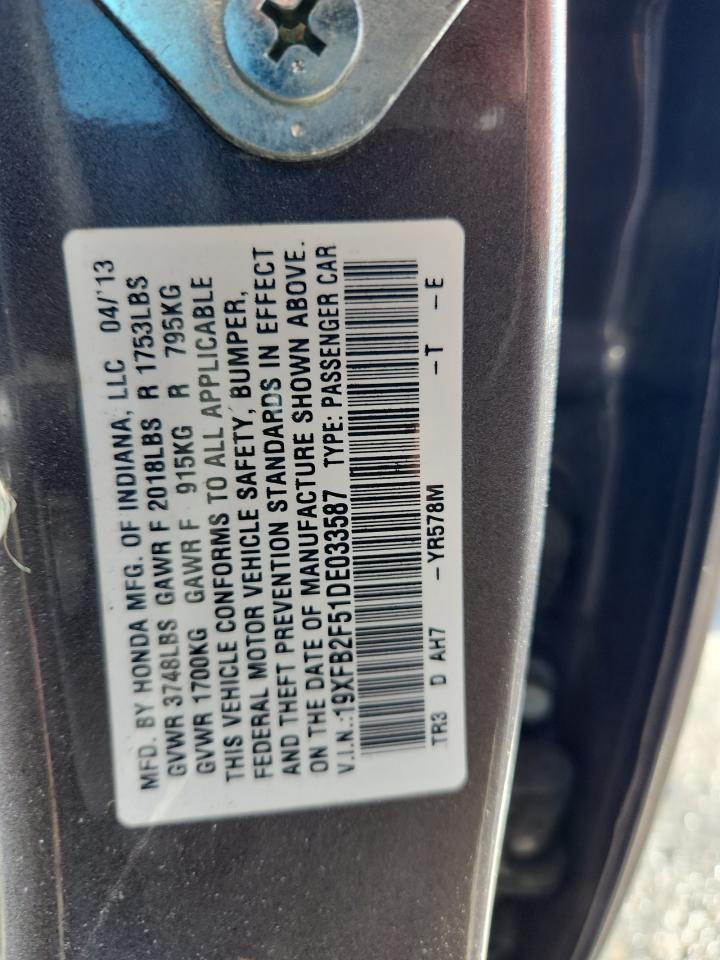 MFD. BY HONDA MFG. OF INDIANA, LLC 04/'13
GVWR 3748LBS GAWR F 2018LBS R 1753LBS
GVWR 1700KG GAWR F 915KG R 795KG
THIS VEHICLE CONFORMS TO ALL APPLICABLE
FEDERAL MOTOR VEHICLE SAFETY, BUMPER,
AND THEFT PREVENTION STANDARDS IN EFFECT
ON THE DATE OF MANUFACTURE SHOWN ABOVE.
V.I.N.:19XFB2F51DE033587 TYPE: PASSENGER CAR
TR3 D AH7 -YR578M -T -E